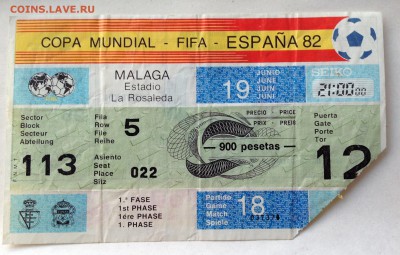 COINS.LAVE.RU
COPA MUNDIAL - FIFA - ESPAÑA 82
MALAGA
Estadio
La Rosaleda
19
JUNIO
JUIN
JUNE
JUNI
SEIKO
21:00 00
Sector
Block
Secteur
Abteilung
113
Fila
Row
File
Reihe
5
Asiento
Seat
Place
Sitz
022
PRECIO - PRICE
PRIX - PREIS
900 pesetas
Puerta
Gate
Porte
Tor
12
1.ª FASE
1st PHASE
1ère PHASE
1. PHASE
Partido
Game
Match
Spiele
18